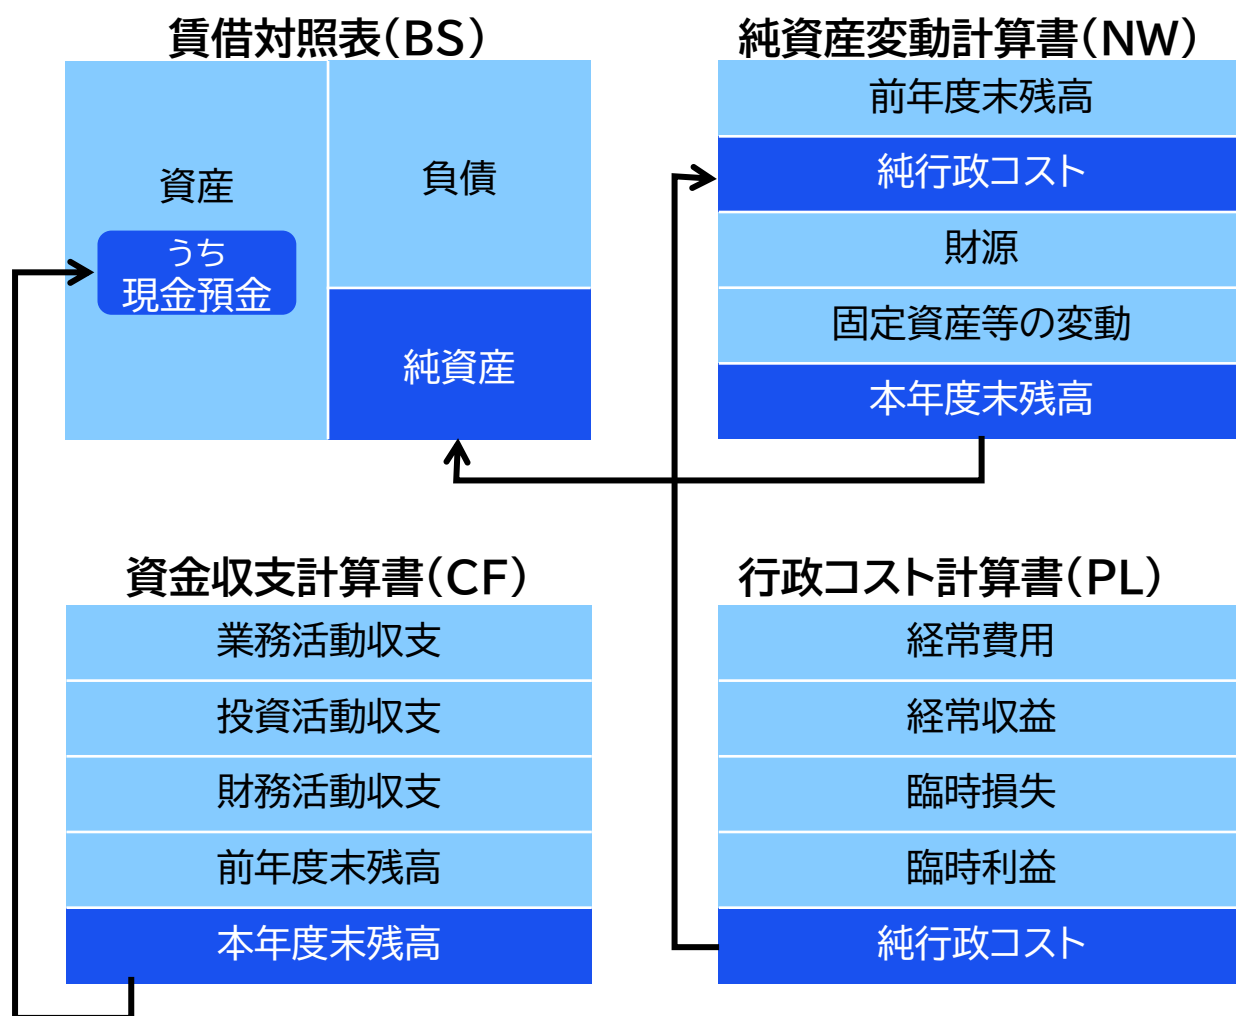 賃借対照表(BS)
資産
うち
現金預金
負債
純資産
純資産変動計算書(NW)
前年度末残高
純行政コスト
財源
固定資産等の変動
本年度末残高
資金収支計算書(CF)
業務活動収支
投資活動収支
財務活動収支
前年度末残高
本年度末残高
行政コスト計算書(PL)
経常費用
経常収益
臨時損失
臨時利益
純行政コスト